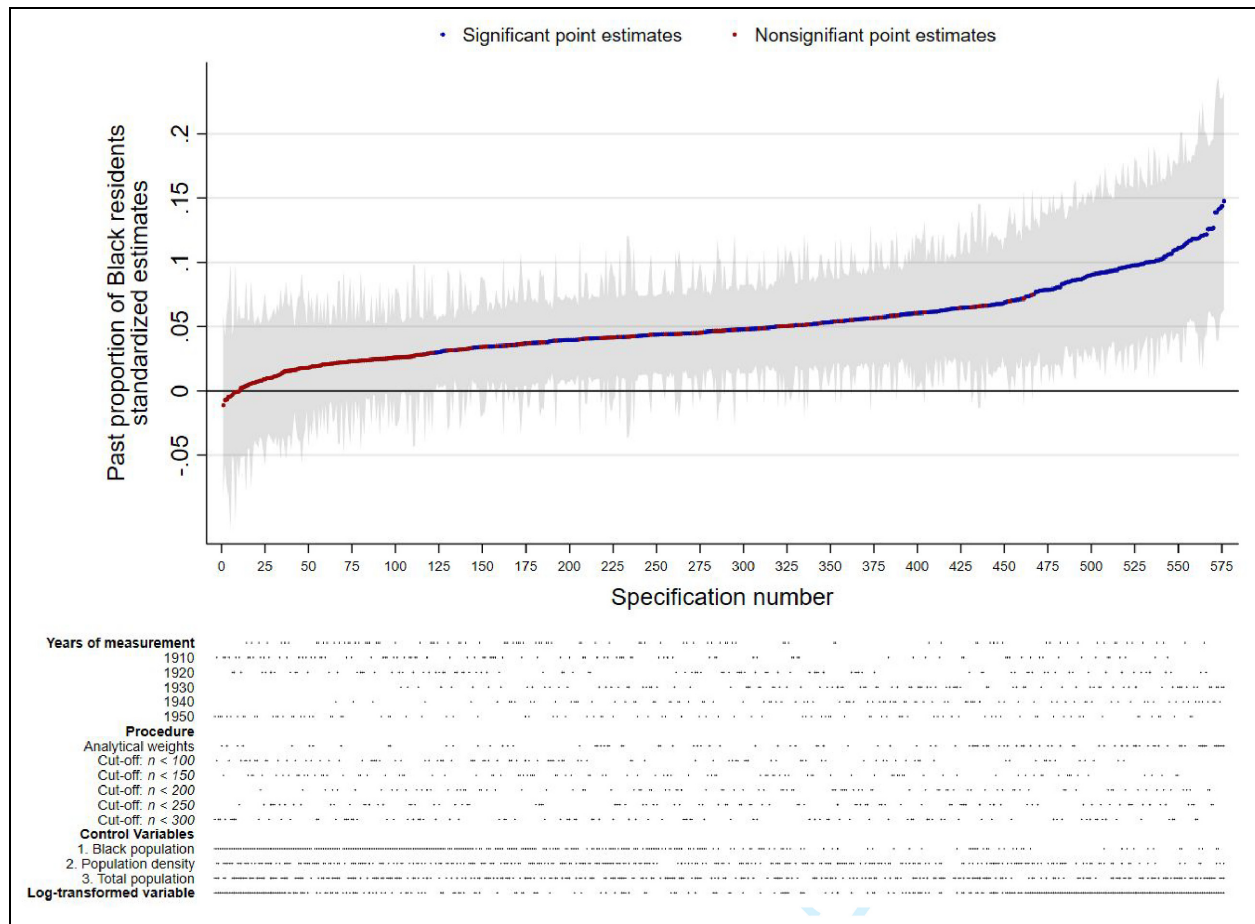 Significant point estimates Nonsignifiant point estimates
Past proportion of Black residents
standardized estimates
.2
.15
.1
.05
0
-.05
0 25 50 75 100 125 150 175 200 225 250 275 300 325 350 375 400 425 450 475 500 525 550 575
Specification number
Years of measurement
1910
1920
1930
1940
1950
Procedure
Analytical weights
Cut-off: n < 100
Cut-off: n < 150
Cut-off: n < 200
Cut-off: n < 250
Cut-off: n < 300
Control Variables
1. Black population
2. Population density
3. Total population
Log-transformed variable